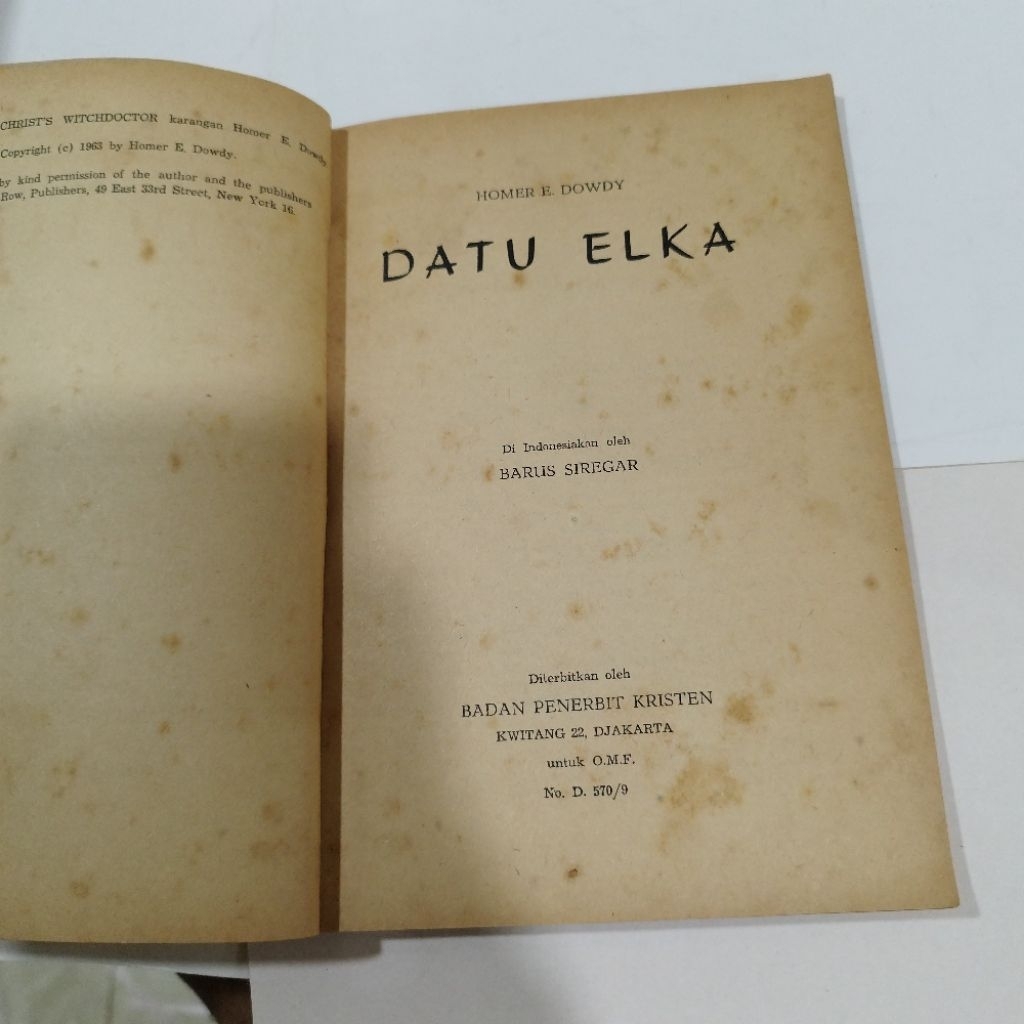 CHRIST'S WITCHDOCTOR karangan Homer E. Dowdy
Copyright (c) 1963 by Homer E. Dowdy.
by kind permission of the author and the publishers
Row, Publishers, 49 East 33rd Street, New York 16.
HOMER E. DOWDY
DATU ELKA
Di Indonesiakan oleh
BARUS SIREGAR
Diterbitkan oleh
BADAN PENERBIT KRISTEN
KWITANG 22, DJAKARTA
untuk O.M.F.
No. D. 570/9